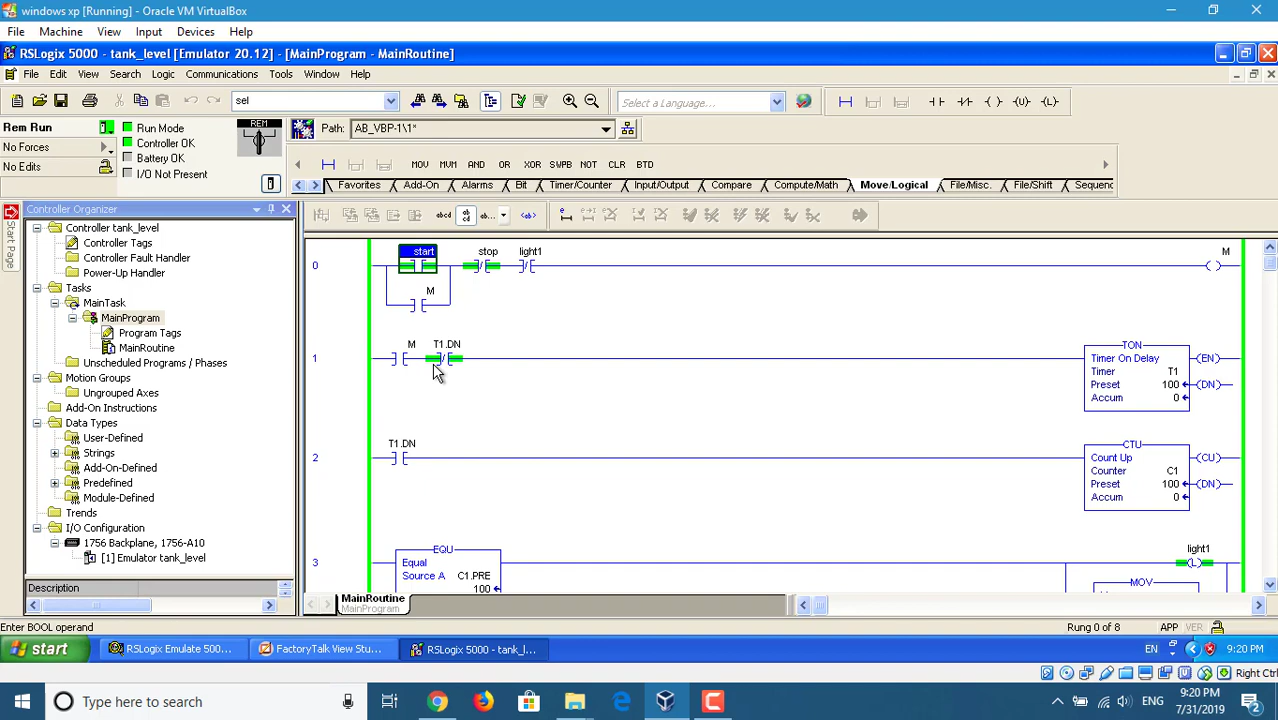 windows xp [Running] - Oracle VM VirtualBox
File Machine View Input Devices Help
RSLogix 5000 - tank_level [Emulator 20.12] - [MainProgram - MainRoutine]
File Edit View Search Logic Communications Tools Window Help
sel
Select a Language...
Rem Run
No Forces
No Edits
Run Mode
Controller OK
Battery OK
I/O Not Present
REM
Path: AB_VBP-1\1*
MOV MVM AND OR XOR SWPB NOT CLR BTD
Favorites Add-On Alarms Bit Timer/Counter Input/Output Compare Compute/Math Move/Logical File/Misc. File/Shift Sequenc
Start Page
Controller Organizer
Controller tank_level
Controller Tags
Controller Fault Handler
Power-Up Handler
Tasks
MainTask
MainProgram
Program Tags
MainRoutine
Unscheduled Programs / Phases
Motion Groups
Ungrouped Axes
Add-On Instructions
Data Types
User-Defined
Strings
Add-On-Defined
Predefined
Module-Defined
Trends
I/O Configuration
1756 Backplane, 1756-A10
[1] Emulator tank_level
Description
abcd ab cd ab...
start stop light1 M
0
M
M T1.DN
1
TON
Timer On Delay (EN)
Timer T1
Preset 100 (DN)
Accum 0
T1.DN
2
CTU
Count Up (CU)
Counter C1
Preset 100 (DN)
Accum 0
3
EQU
Equal
Source A C1.PRE
100
light1
L
MOV
MainRoutine
MainProgram
Enter BOOL operand
Rung 0 of 8 APP VER
start RSLogix Emulate 500... FactoryTalk View Stu... RSLogix 5000 - tank_l... EN 9:20 PM
Right Ctrl
Type here to search
ENG
9:20 PM
7/31/2019
2